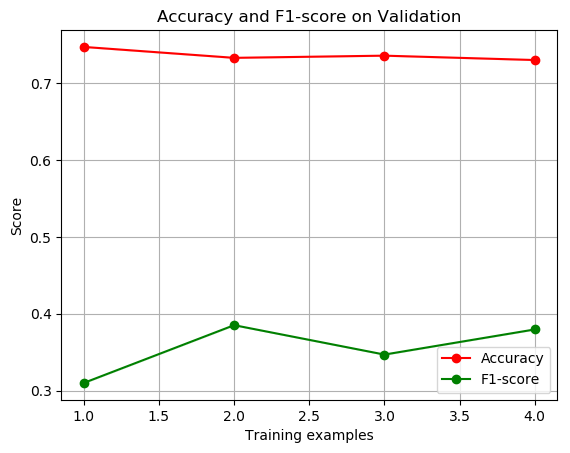 Accuracy and F1-score on Validation
0.7
0.6
0.5
0.4
0.3
Score
Accuracy
F1-score
1.0 1.5 2.0 2.5 3.0 3.5 4.0
Training examples